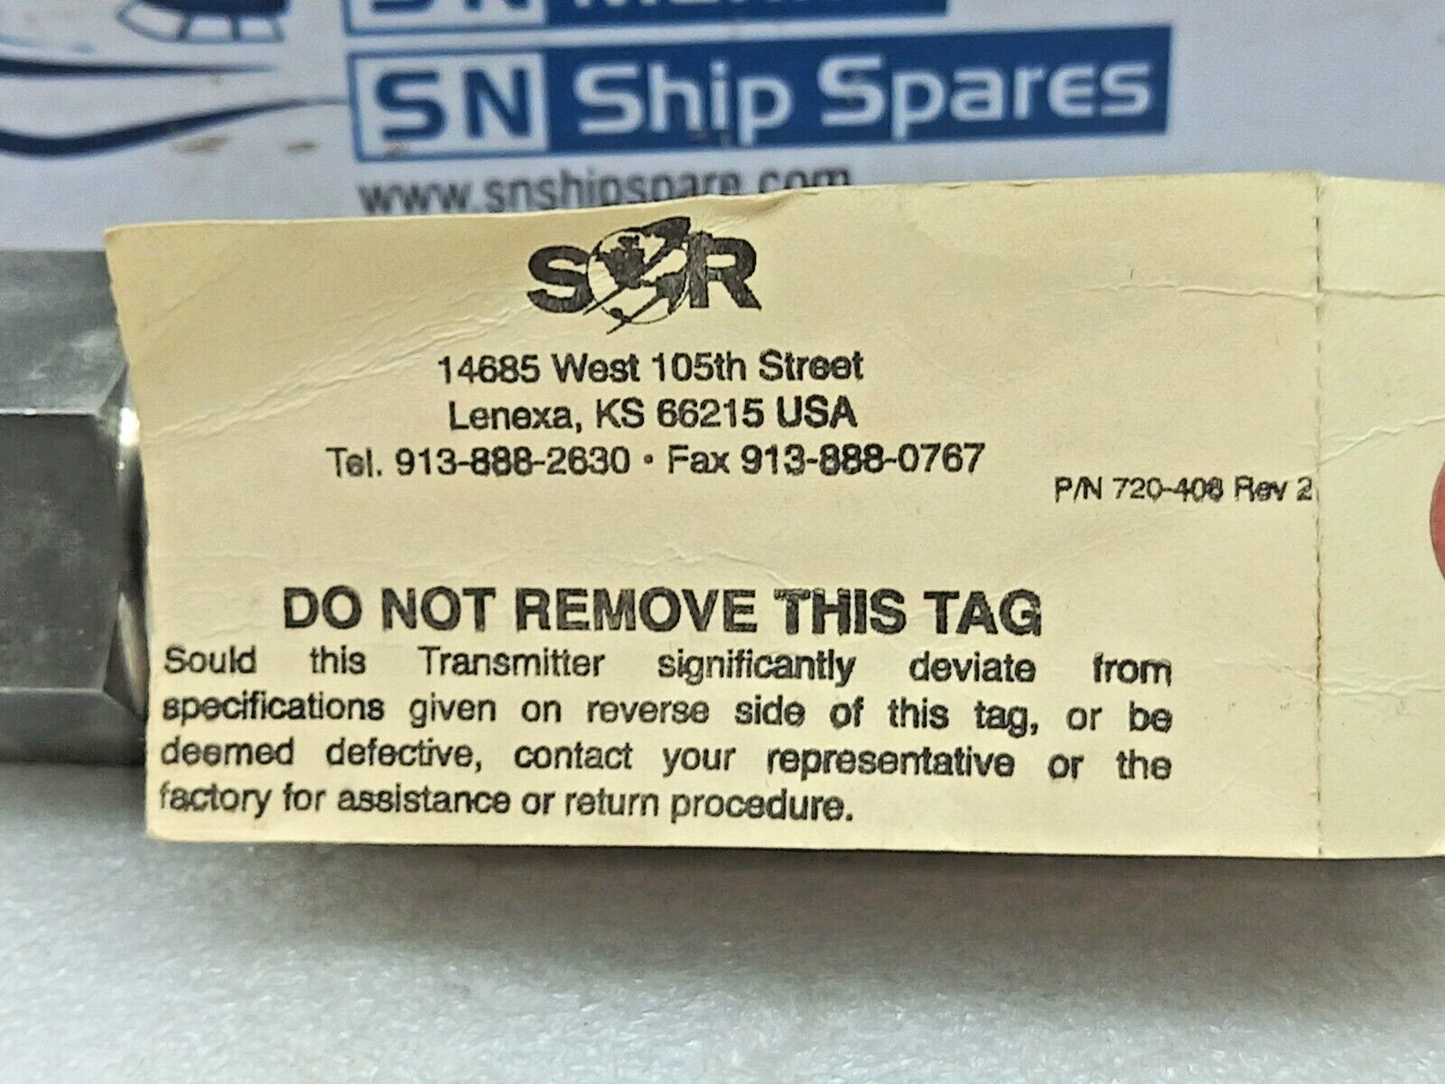 SN
SN Ship Spares
www.snshipspare.com
SOR
14685 West 105th Street
Lenexa, KS 66215 USA
Tel. 913-888-2630 • Fax 913-888-0767
P/N 720-408 Rev 2
DO NOT REMOVE THIS TAG
Sould this Transmitter significantly deviate from
specifications given on reverse side of this tag, or be
deemed defective, contact your representative or the
factory for assistance or return procedure.